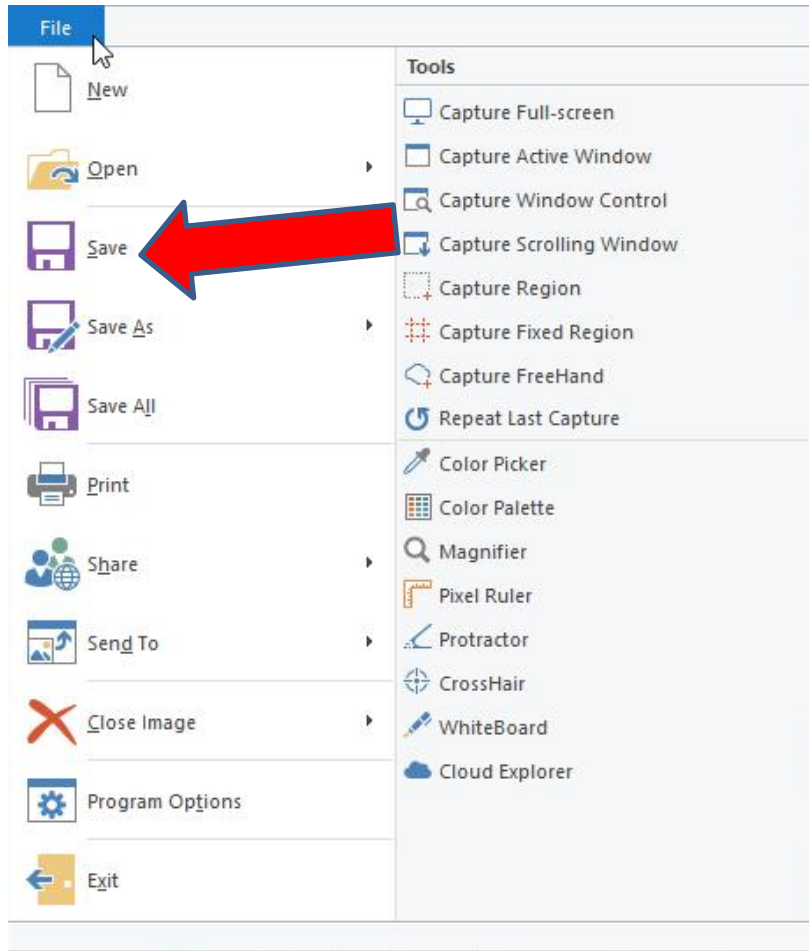 File
New
Open
Save
Save As
Save All
Print
Share
Send To
Close Image
Program Options
Exit
Tools
Capture Full-screen
Capture Active Window
Capture Window Control
Capture Scrolling Window
Capture Region
Capture Fixed Region
Capture FreeHand
Repeat Last Capture
Color Picker
Color Palette
Magnifier
Pixel Ruler
Protractor
CrossHair
WhiteBoard
Cloud Explorer